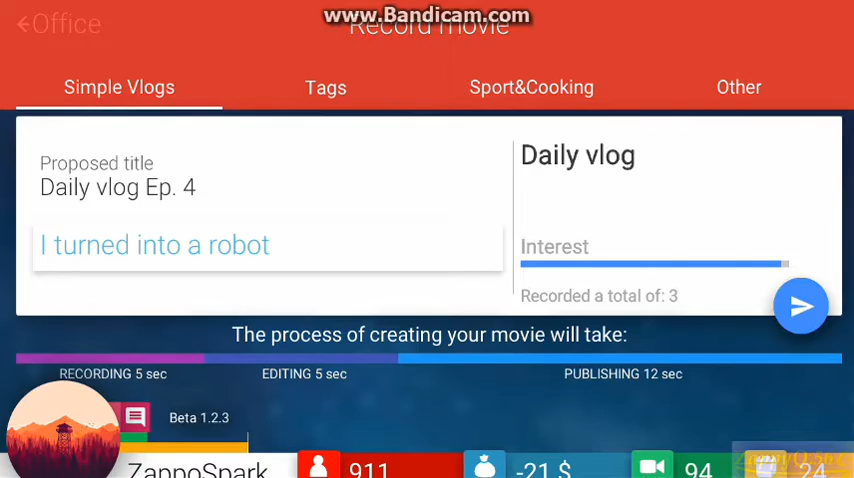 www.Bandicam.com
Office
Record movie
Simple Vlogs
Tags
Sport&Cooking
Other
Proposed title
Daily vlog Ep. 4
I turned into a robot
Daily vlog
Interest
Recorded a total of: 3
The process of creating your movie will take:
RECORDING 5 sec
EDITING 5 sec
PUBLISHING 12 sec
Beta 1.2.3
ZappoSpark
911
-21 $
94
24